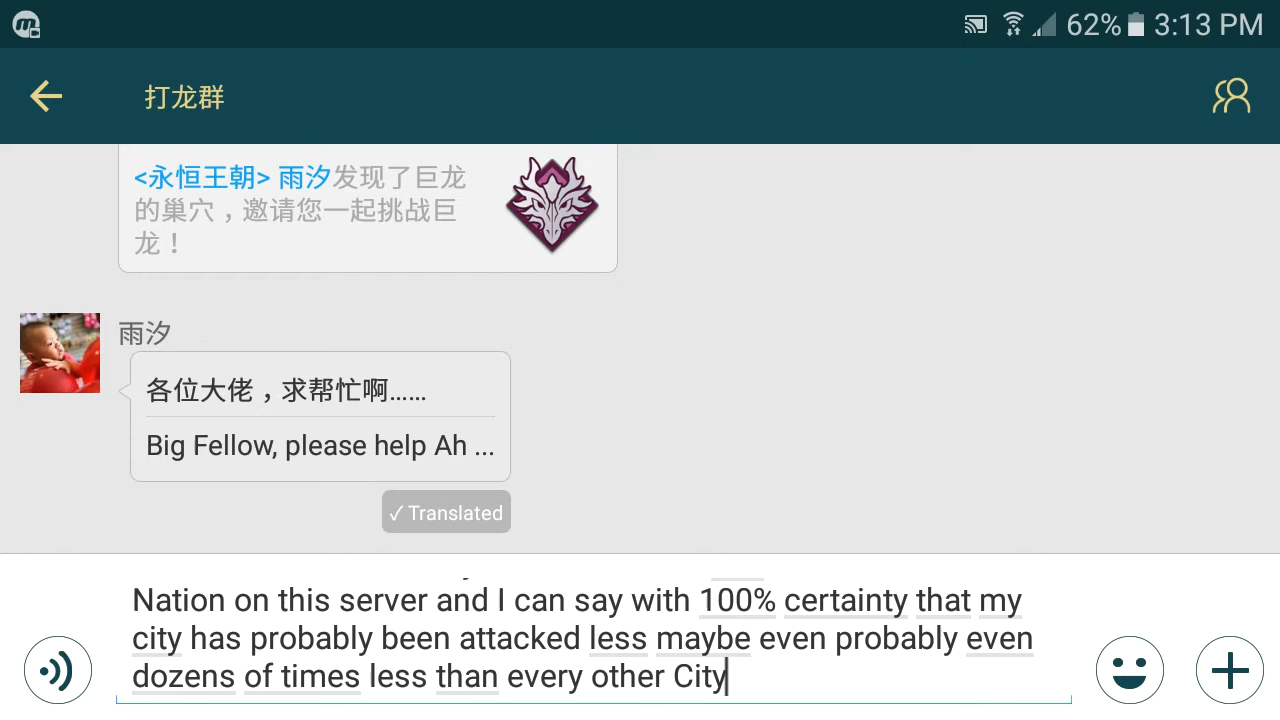 62% 3:13 PM
打龙群
<永恒王朝> 雨汐发现了巨龙
的巢穴，邀请您一起挑战巨
龙！
雨汐
各位大佬，求帮忙啊......
Big Fellow, please help Ah ...
✓ Translated
Nation on this server and I can say with 100% certainty that my
city has probably been attacked less maybe even probably even
dozens of times less than every other City